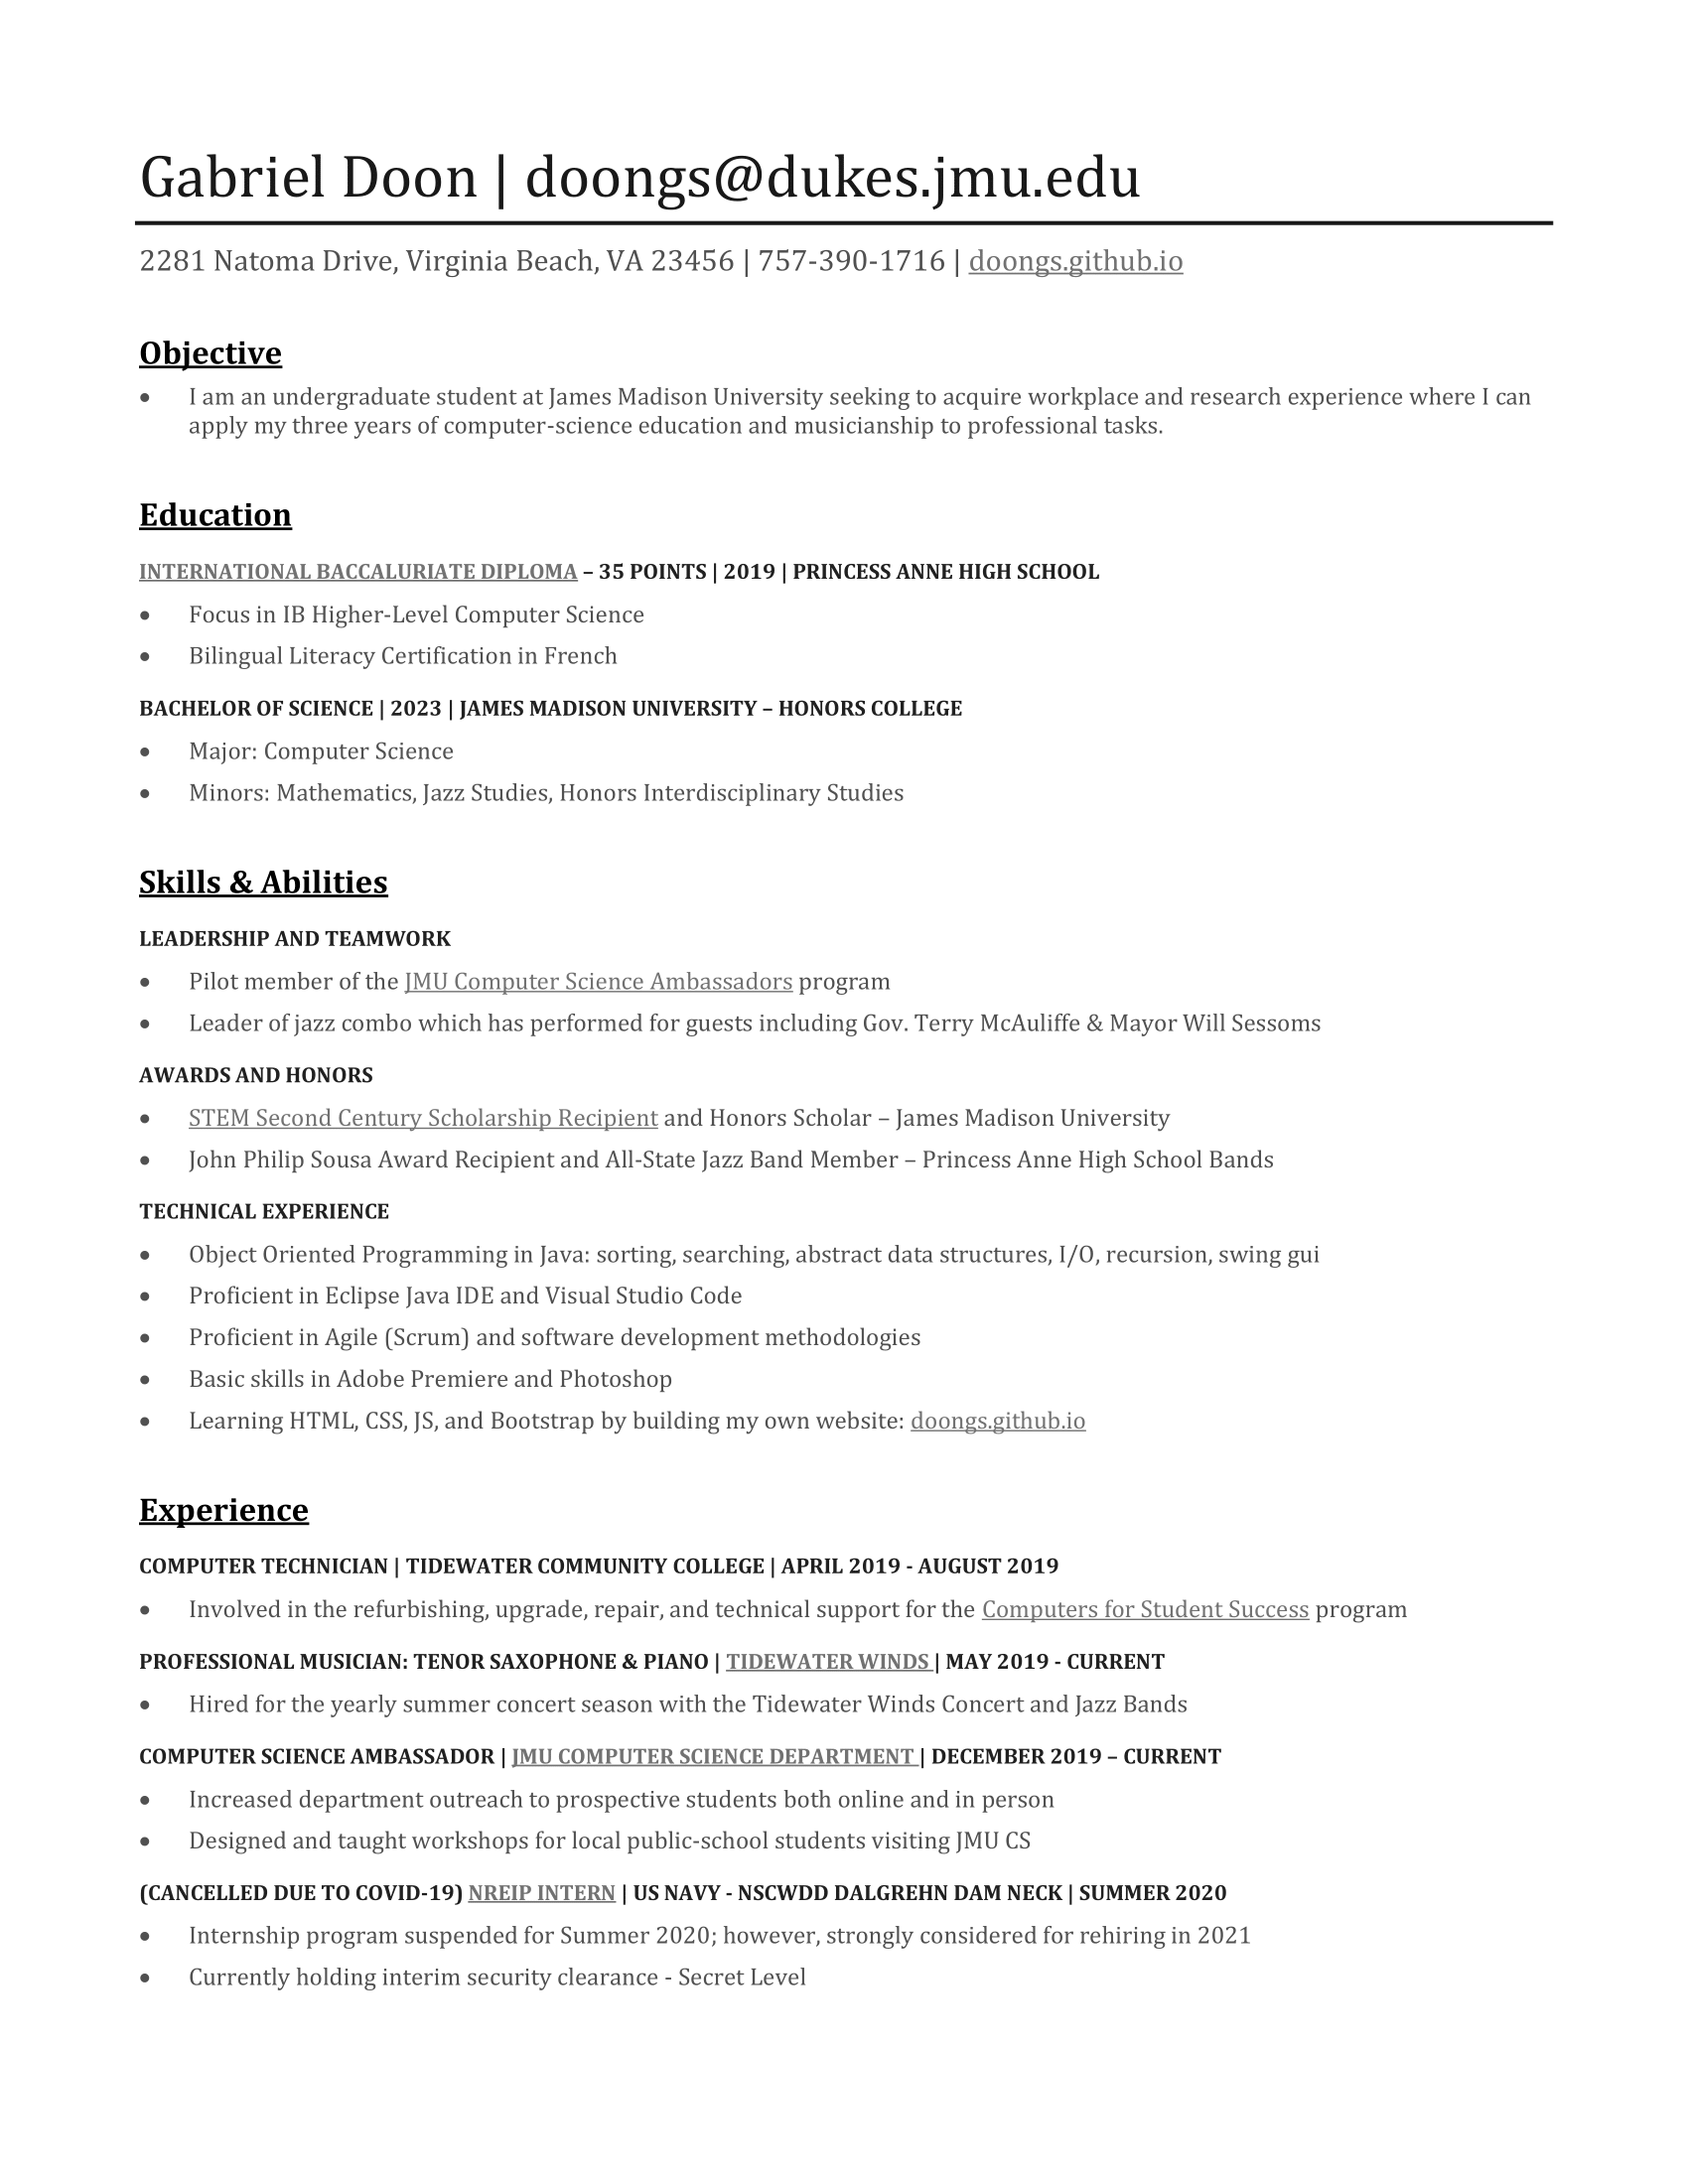 Gabriel Doon | doongs@dukes.jmu.edu
2281 Natoma Drive, Virginia Beach, VA 23456 | 757-390-1716 | doongs.github.io
Objective
• I am an undergraduate student at James Madison University seeking to acquire workplace and research experience where I can
apply my three years of computer-science education and musicianship to professional tasks.
Education
INTERNATIONAL BACCALURIATE DIPLOMA – 35 POINTS | 2019 | PRINCESS ANNE HIGH SCHOOL
• Focus in IB Higher-Level Computer Science
• Bilingual Literacy Certification in French
BACHELOR OF SCIENCE | 2023 | JAMES MADISON UNIVERSITY – HONORS COLLEGE
• Major: Computer Science
• Minors: Mathematics, Jazz Studies, Honors Interdisciplinary Studies
Skills & Abilities
LEADERSHIP AND TEAMWORK
• Pilot member of the JMU Computer Science Ambassadors program
• Leader of jazz combo which has performed for guests including Gov. Terry McAuliffe & Mayor Will Sessoms
AWARDS AND HONORS
• STEM Second Century Scholarship Recipient and Honors Scholar – James Madison University
• John Philip Sousa Award Recipient and All-State Jazz Band Member – Princess Anne High School Bands
TECHNICAL EXPERIENCE
• Object Oriented Programming in Java: sorting, searching, abstract data structures, I/O, recursion, swing gui
• Proficient in Eclipse Java IDE and Visual Studio Code
• Proficient in Agile (Scrum) and software development methodologies
• Basic skills in Adobe Premiere and Photoshop
• Learning HTML, CSS, JS, and Bootstrap by building my own website: doongs.github.io
Experience
COMPUTER TECHNICIAN | TIDEWATER COMMUNITY COLLEGE | APRIL 2019 - AUGUST 2019
• Involved in the refurbishing, upgrade, repair, and technical support for the Computers for Student Success program
PROFESSIONAL MUSICIAN: TENOR SAXOPHONE & PIANO | TIDEWATER WINDS | MAY 2019 - CURRENT
• Hired for the yearly summer concert season with the Tidewater Winds Concert and Jazz Bands
COMPUTER SCIENCE AMBASSADOR | JMU COMPUTER SCIENCE DEPARTMENT | DECEMBER 2019 – CURRENT
• Increased department outreach to prospective students both online and in person
• Designed and taught workshops for local public-school students visiting JMU CS
(CANCELLED DUE TO COVID-19) NREIP INTERN | US NAVY - NSCWDD DALGREHN DAM NECK | SUMMER 2020
• Internship program suspended for Summer 2020; however, strongly considered for rehiring in 2021
• Currently holding interim security clearance - Secret Level